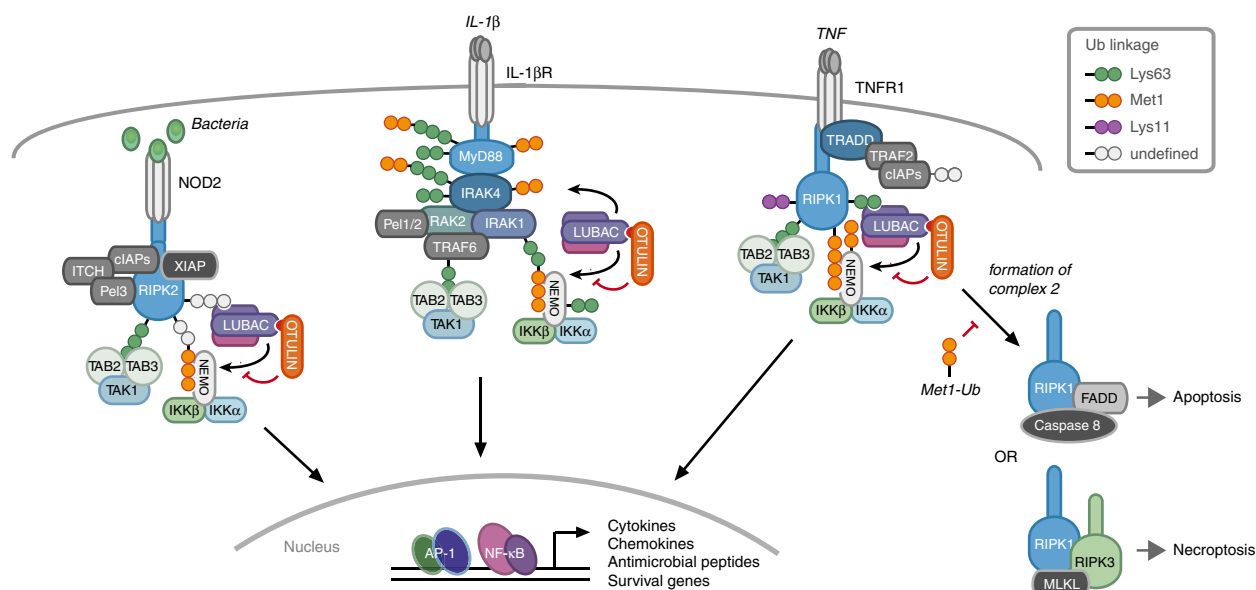 IL-1β
IL-1βR
TNF
TNFR1
Ub linkage
Lys63
Met1
Lys11
undefined
Bacteria
NOD2
cIAPs
ITCH
XIAP
Pel3
RIPK2
LUBAC
OTULIN
TAB2
TAB3
TAK1
NEMO
IKKβ
IKKα
MyD88
IRAK4
Pel1/2
RAK2
IRAK1
TRAF6
LUBAC
OTULIN
TAB2
TAB3
TAK1
NEMO
IKKβ
IKKα
TRADD
TRAF2
cIAPs
RIPK1
LUBAC
OTULIN
TAB2
TAB3
TAK1
NEMO
IKKβ
IKKα
formation of
complex 2
Met1-Ub
RIPK1
FADD
Caspase 8
Apoptosis
OR
RIPK1
RIPK3
MLKL
Necroptosis
Nucleus
AP-1
NF-κB
Cytokines
Chemokines
Antimicrobial peptides
Survival genes